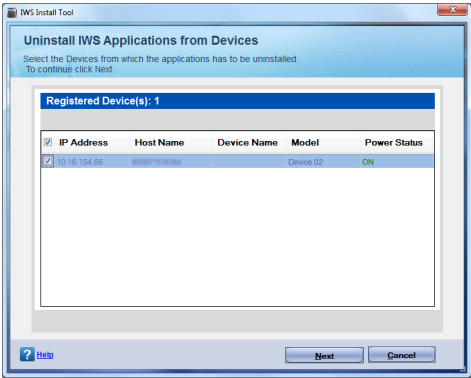 IWS Install Tool
Uninstall IWS Applications from Devices
Select the Devices from which the applications has to be uninstalled.
To continue click Next.
Registered Device(s): 1
IP Address Host Name Device Name Model Power Status
10.16.154.66 Device 02 ON
? Help Next Cancel